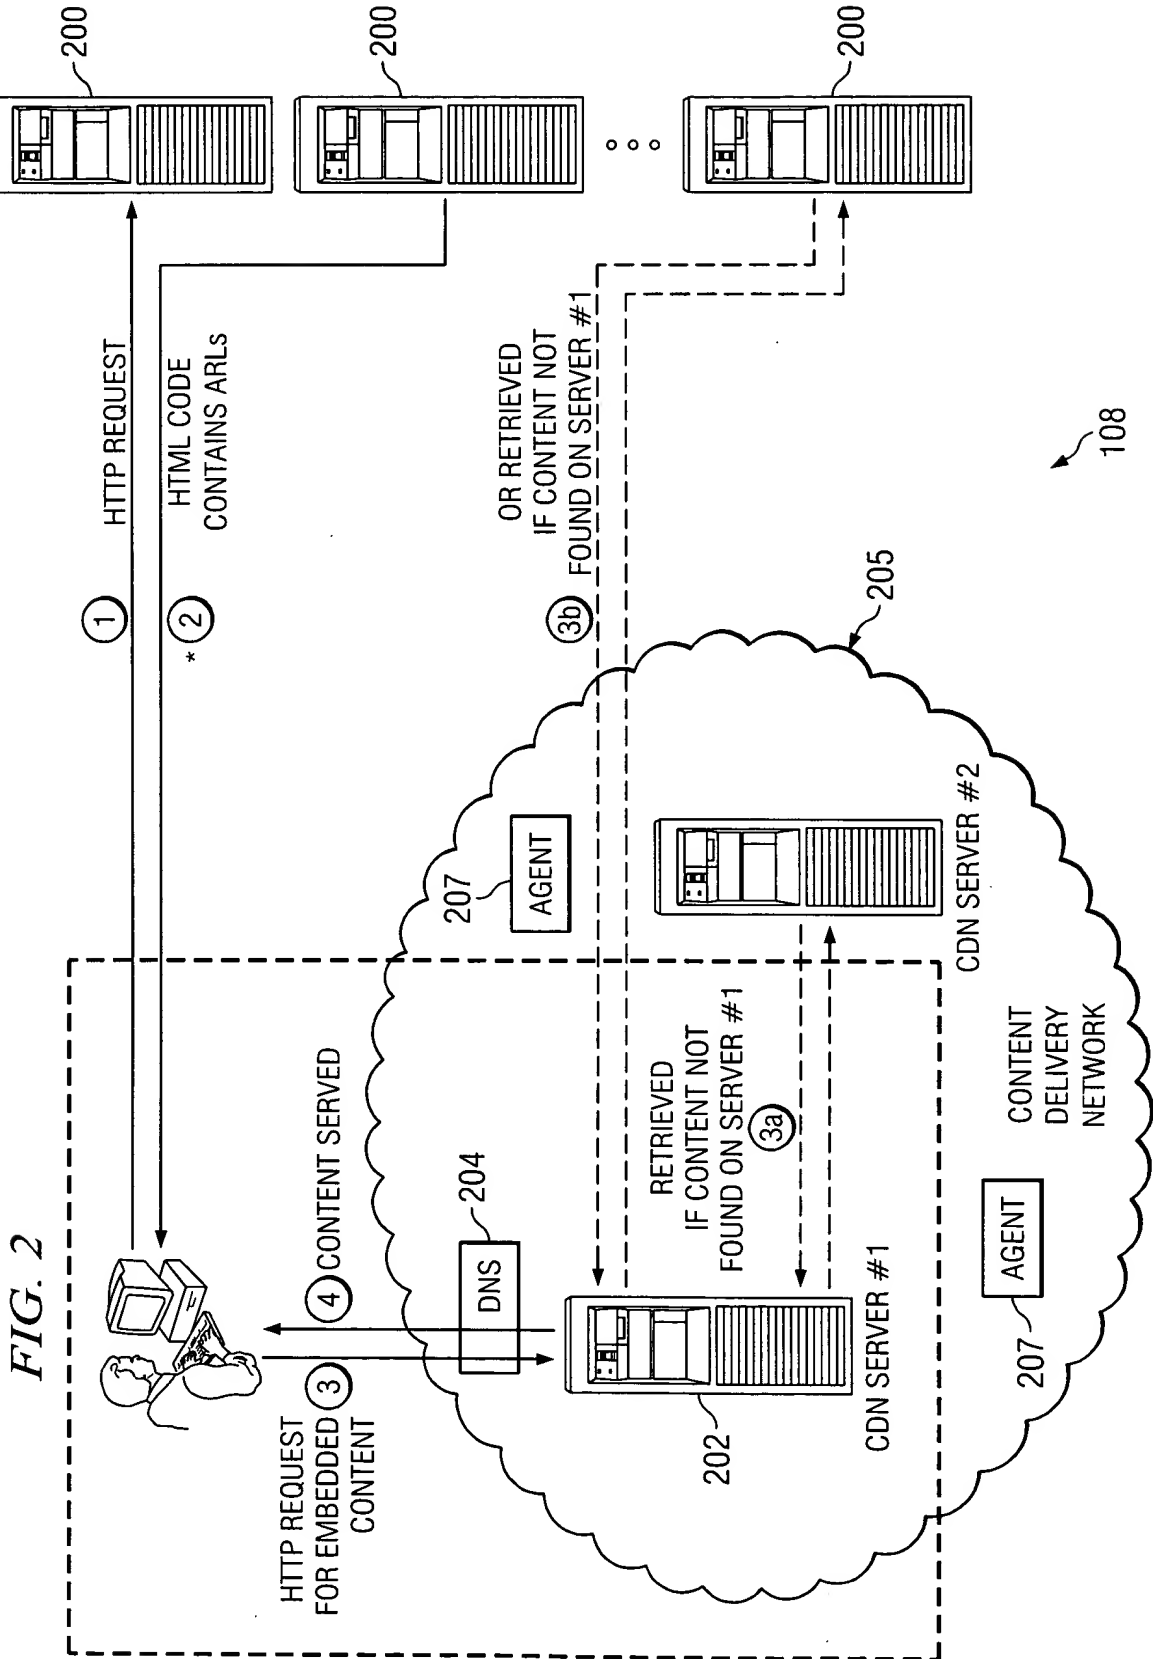 FIG. 2
HTTP REQUEST
FOR EMBEDDED
CONTENT
3
4
CONTENT SERVED
DNS
204
202
CDN SERVER #1
1
HTTP REQUEST
* 2
HTML CODE
CONTAINS ARLs
200
200
200
3b
OR RETRIEVED
IF CONTENT NOT
FOUND ON SERVER #1
RETRIEVED
IF CONTENT NOT
FOUND ON SERVER #1
3a
207
AGENT
CDN SERVER #2
205
207
AGENT
CONTENT
DELIVERY
NETWORK
108